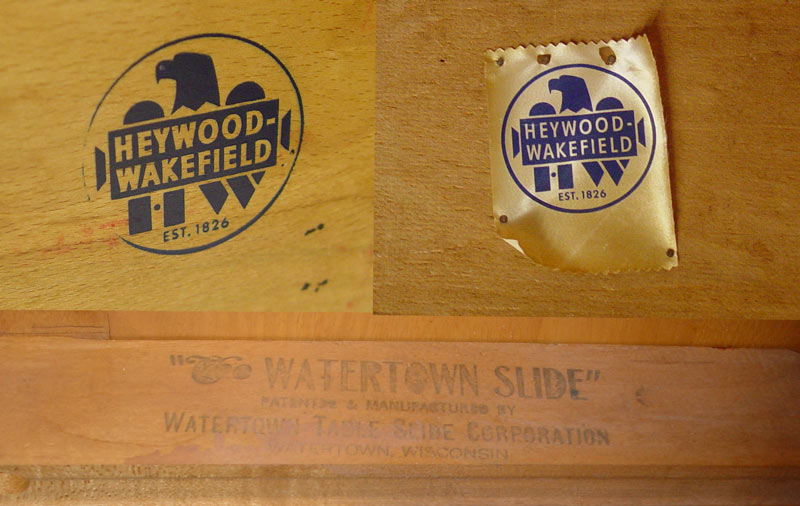 HEYWOOD-
WAKEFIELD
H·W
EST. 1826
HEYWOOD-
WAKEFIELD
H·W
EST. 1826
"The WATERTOWN SLIDE"
PATENTED & MANUFACTURED BY
WATERTOWN TABLE SLIDE CORPORATION
WATERTOWN, WISCONSIN